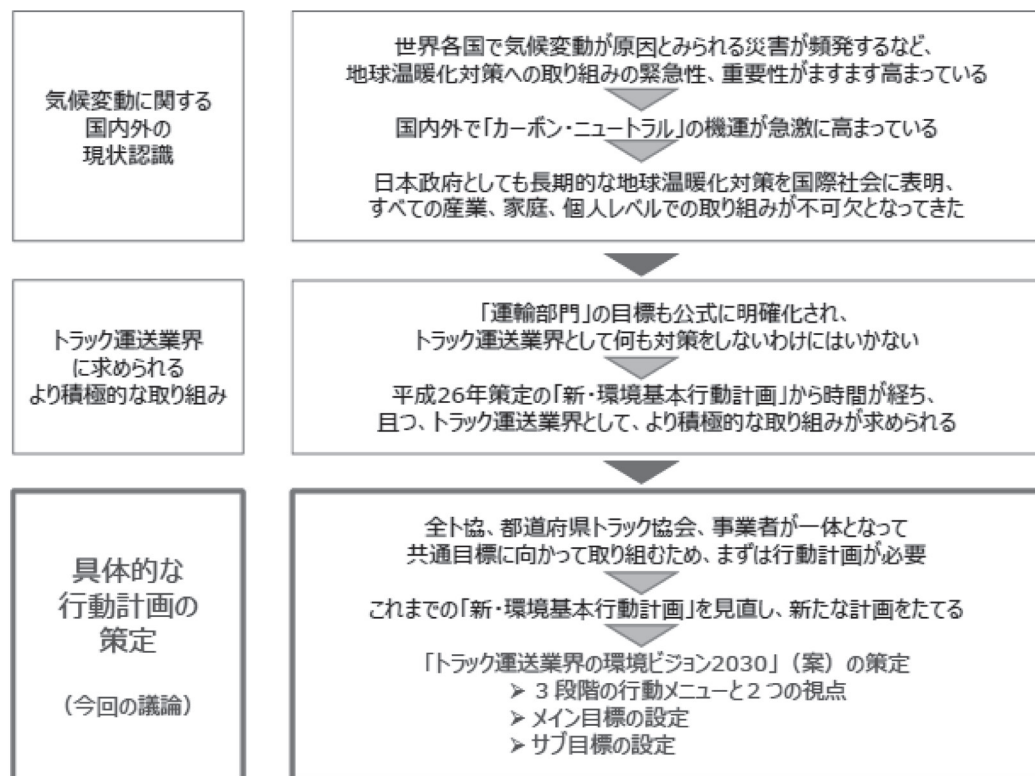 気候変動に関する
国内外の
現状認識
世界各国で気候変動が原因とみられる災害が頻発するなど、
地球温暖化対策への取り組みの緊急性、重要性がますます高まっている
国内外で「カーボン・ニュートラル」の機運が急激に高まっている
日本政府としても長期的な地球温暖化対策を国際社会に表明、
すべての産業、家庭、個人レベルでの取り組みが不可欠となってきた
トラック運送業界
に求められる
より積極的な取り組み
「運輸部門」の目標も公式に明確化され、
トラック運送業界として何も対策をしないわけにはいかない
平成26年策定の「新・環境基本行動計画」から時間が経ち、
且つ、トラック運送業界として、より積極的な取り組みが求められる
具体的な
行動計画の
策定
（今回の議論）
全ト協、都道府県トラック協会、事業者が一体となって
共通目標に向かって取り組むため、まずは行動計画が必要
これまでの「新・環境基本行動計画」を見直し、新たな計画をたてる
「トラック運送業界の環境ビジョン2030」（案）の策定
➢ ３段階の行動メニューと２つの視点
➢ メイン目標の設定
➢ サブ目標の設定